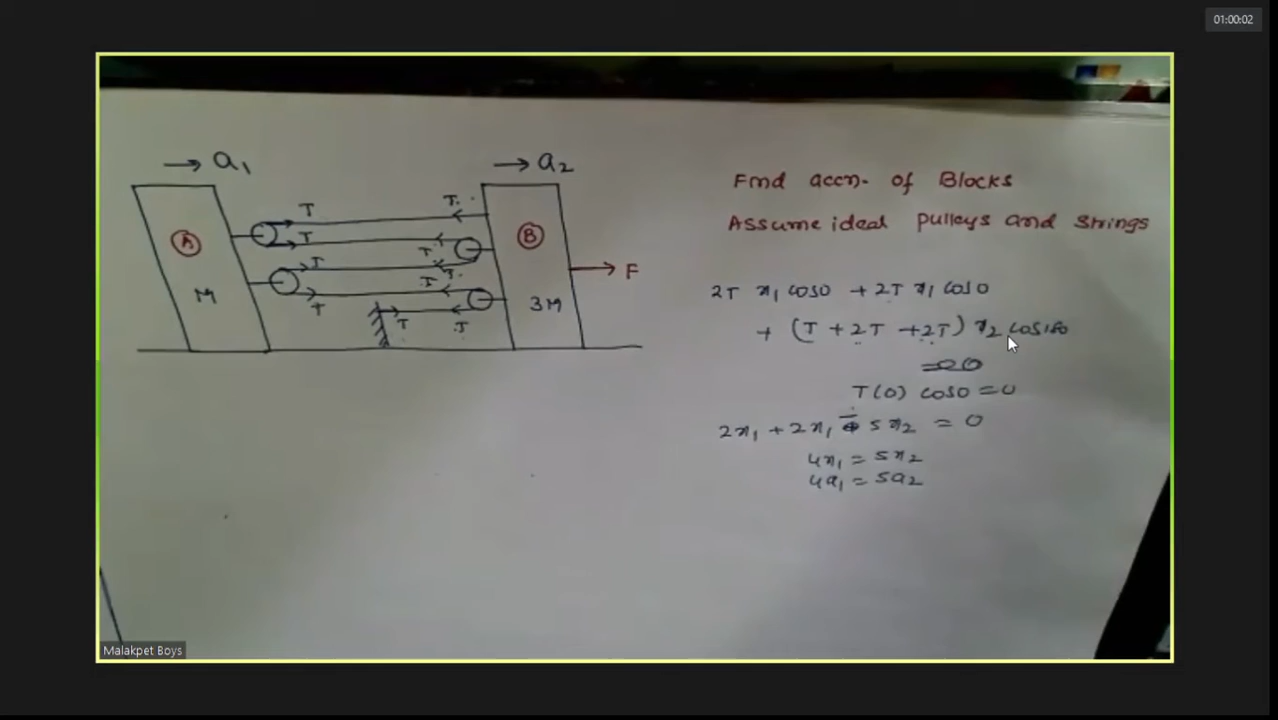 01:00:02
a1
a2
Find accn. of Blocks
Assume ideal pulleys and strings
T
T.
A
T
B
T.
T
T.
F
M
T
3M
T
T
T
2T x1 cos0 + 2T x1 cos0
+ (T + 2T + 2T) x2 cos180
= 0
T(0) cos0 = 0
2x1 + 2x1 - 5x2 = 0
4x1 = 5x2
4a1 = 5a2
Malakpet Boys